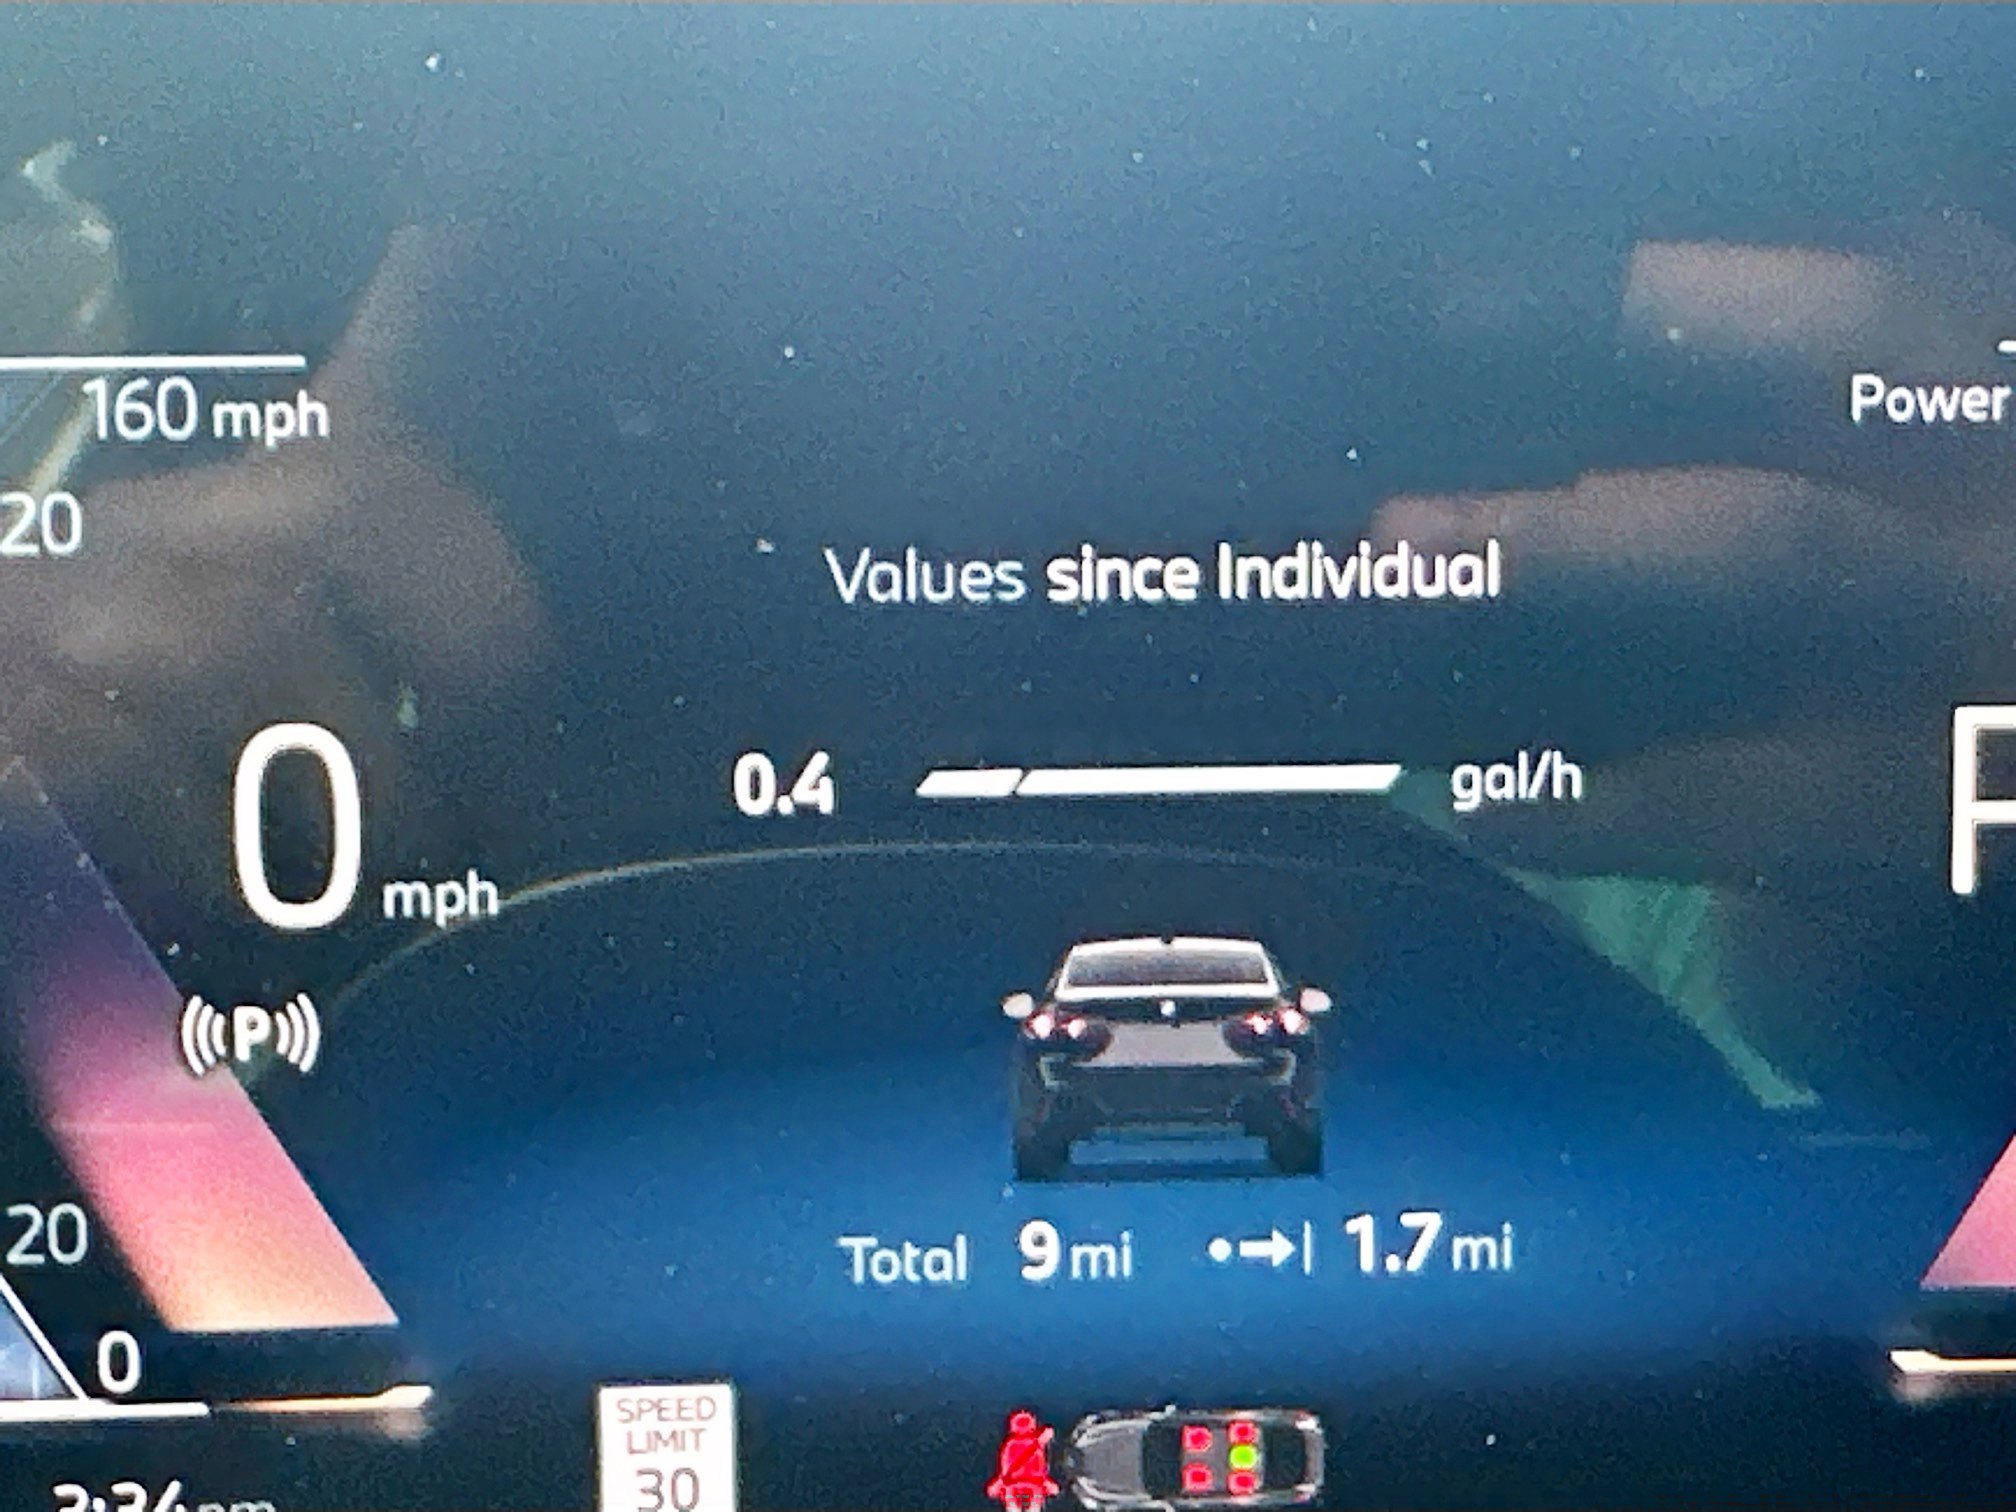 160 mph
Power
20
Values since Individual
0.4 gal/h
0 mph
P
(((P)))
20
Total 9 mi 1.7 mi
0
SPEED
LIMIT
30